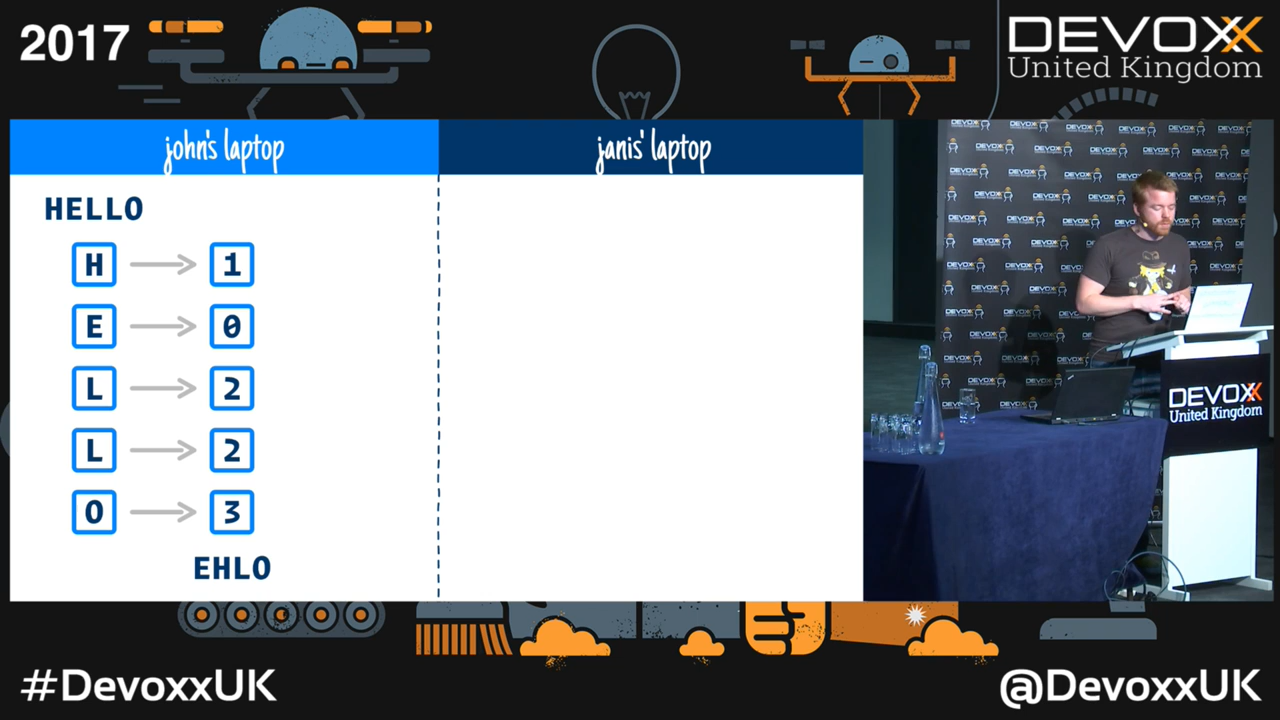 2017
DEVOXX
United Kingdom
john's laptop
janis' laptop
HELLO
H 1
E 0
L 2
L 2
O 3
EHLO
DEVOXX
United Kingdom
#DevoxxUK
@DevoxxUK